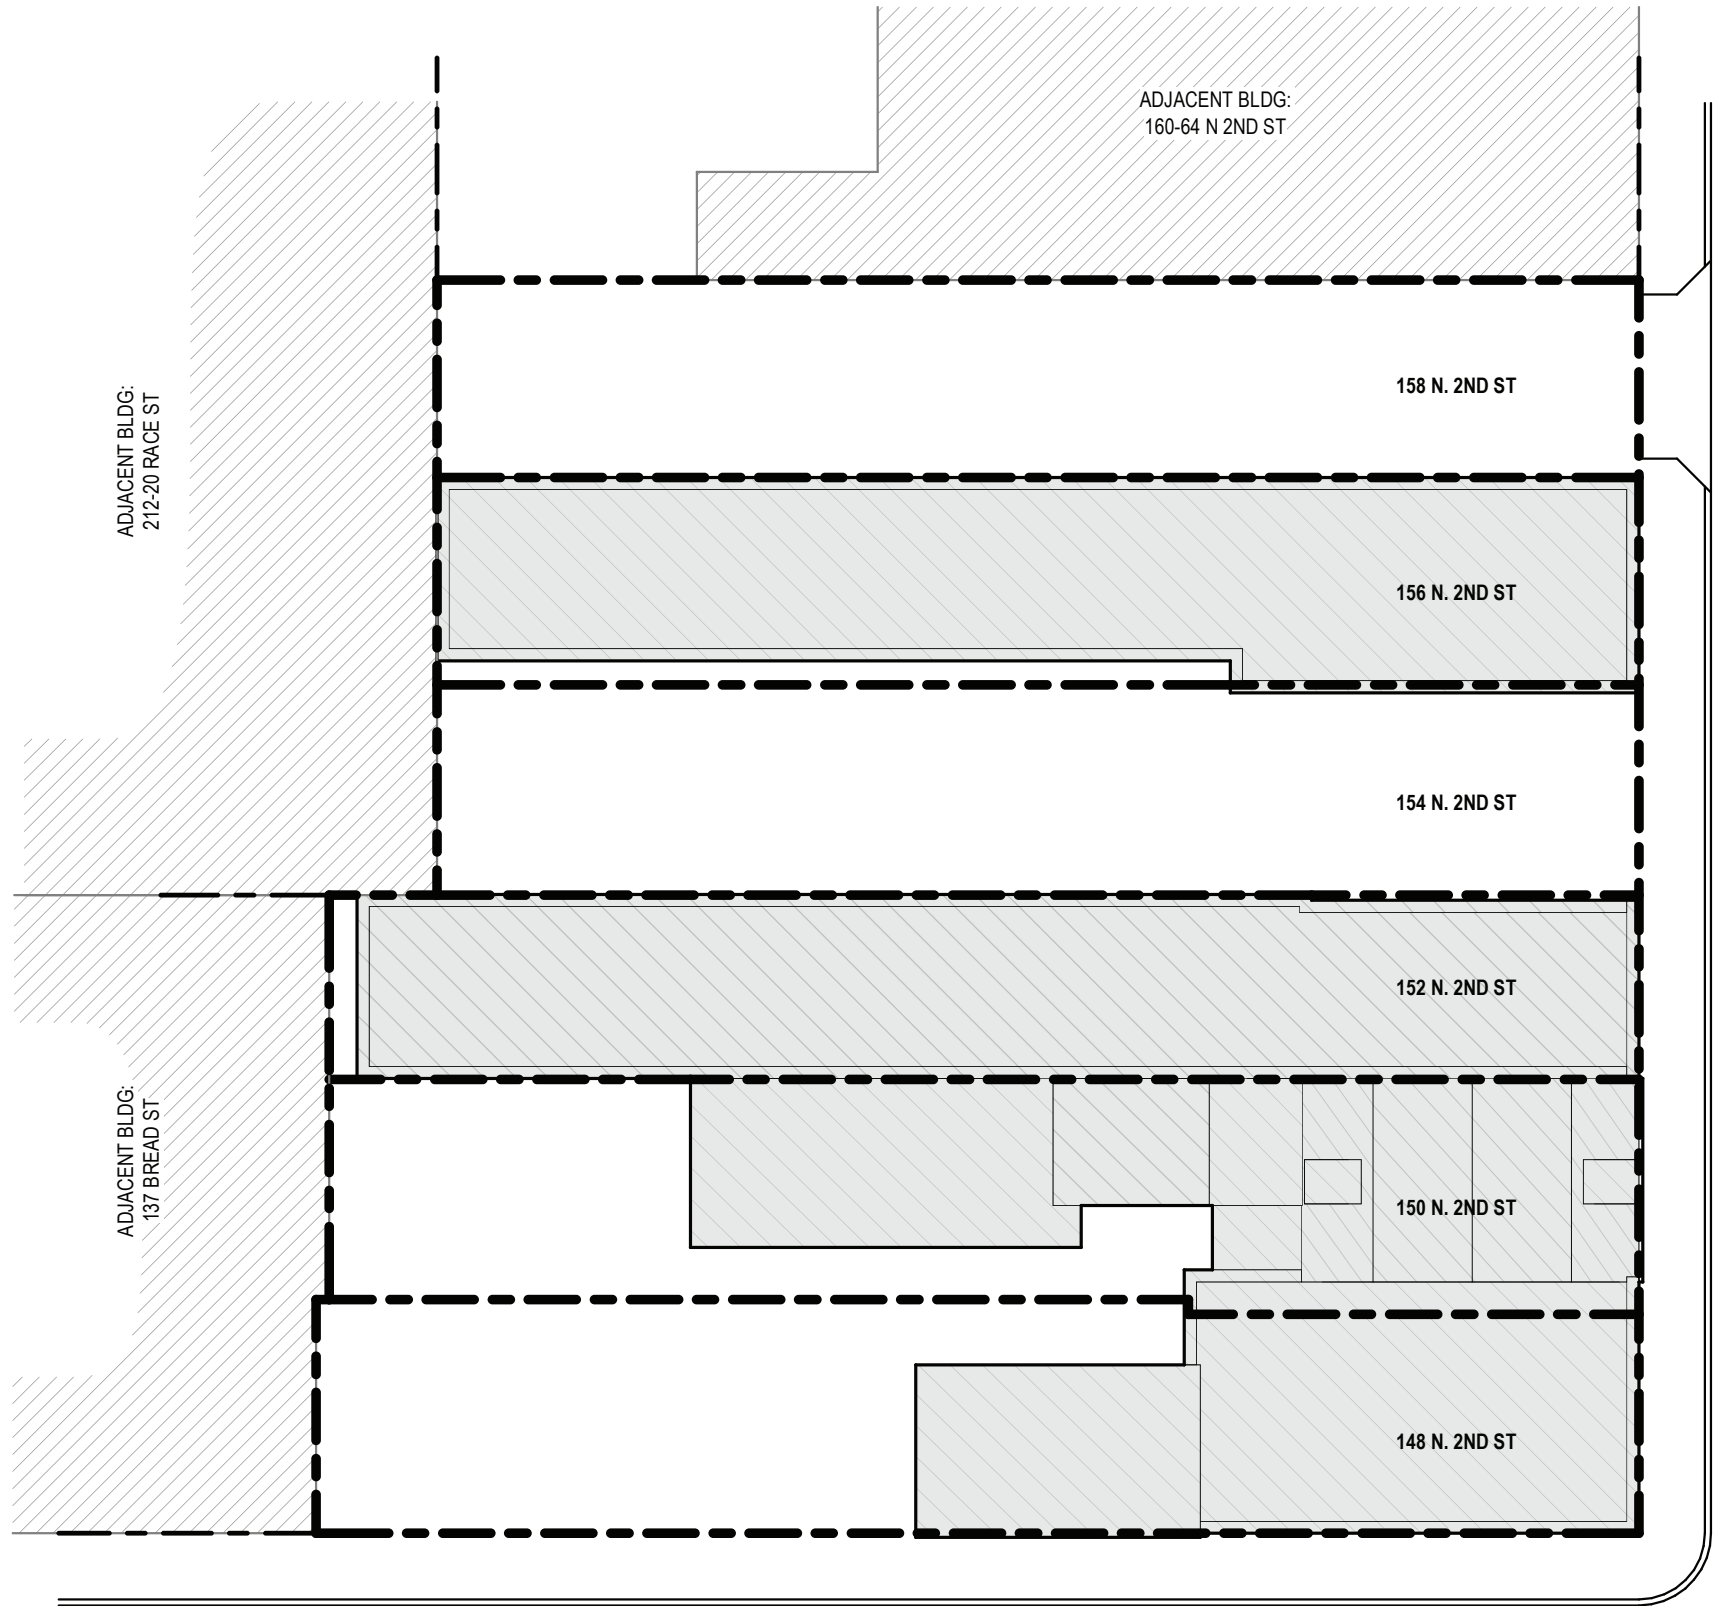 ADJACENT BLDG:
160-64 N 2ND ST
158 N. 2ND ST
ADJACENT BLDG:
212-20 RACE ST
156 N. 2ND ST
154 N. 2ND ST
152 N. 2ND ST
ADJACENT BLDG:
137 BREAD ST
150 N. 2ND ST
148 N. 2ND ST